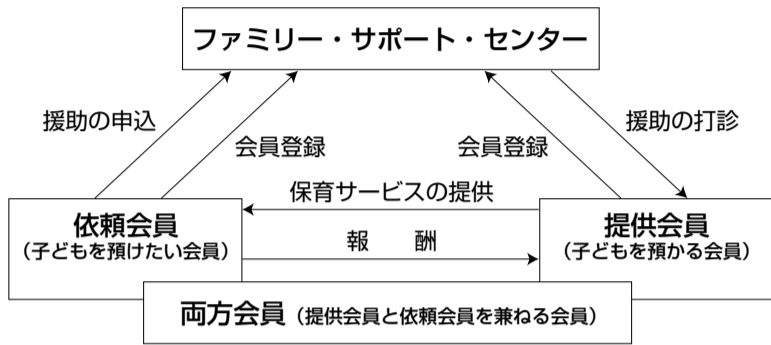 ファミリー・サポート・センター
援助の申込
援助の打診
会員登録
会員登録
保育サービスの提供
依頼会員
(子どもを預けたい会員)
提供会員
(子どもを預かる会員)
報　酬
両方会員(提供会員と依頼会員を兼ねる会員)